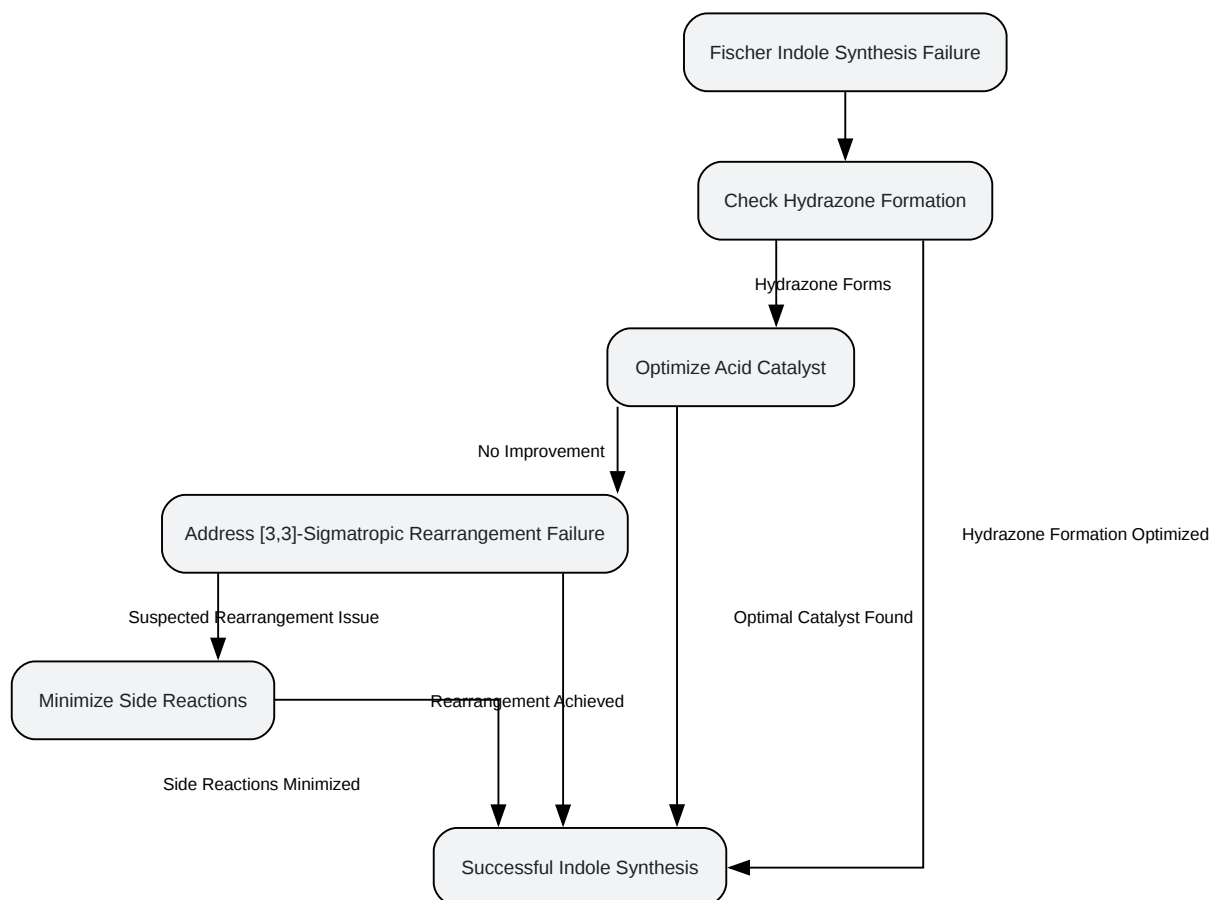 Fischer Indole Synthesis Failure
Check Hydrazone Formation
Hydrazone Forms
Optimize Acid Catalyst
No Improvement
Address [3,3]-Sigmatropic Rearrangement Failure
Hydrazone Formation Optimized
Suspected Rearrangement Issue
Optimal Catalyst Found
Minimize Side Reactions
Rearrangement Achieved
Side Reactions Minimized
Successful Indole Synthesis